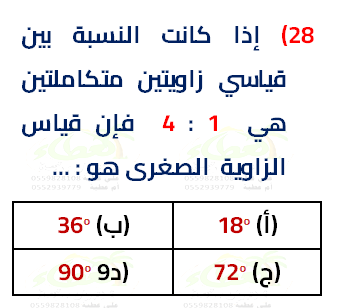 28) إذا كانت النسبة بين
قياسي زاويتين متكاملتين
هي 1 : 4 فإن قياس
الزاوية الصغرى هو : ...
(أ) 18° (ب) 36°
(ج) 72° (د9 90°